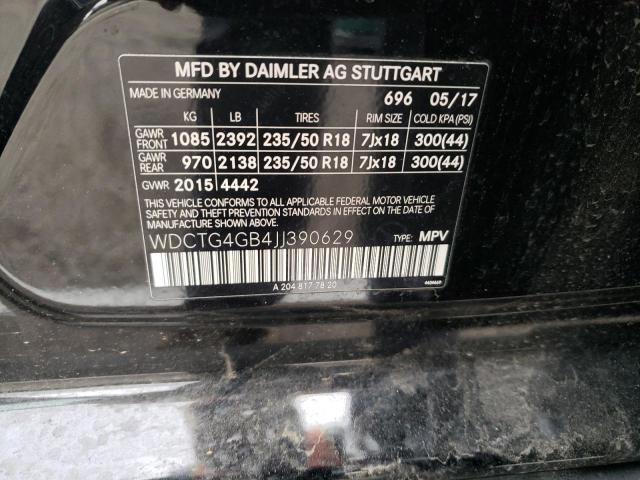 MFD BY DAIMLER AG STUTTGART
MADE IN GERMANY 696 05/17
KG LB TIRES RIM SIZE COLD KPA (PSI)
GAWR FRONT 1085 2392 235/50 R18 7Jx18 300(44)
GAWR REAR 970 2138 235/50 R18 7Jx18 300(44)
GVWR 2015 4442
THIS VEHICLE CONFORMS TO ALL APPLICABLE FEDERAL MOTOR VEHICLE
SAFETY AND THEFT PREVENTION STANDARDS IN EFFECT ON THE DATE OF
MANUFACTURE SHOWN ABOVE.
WDCTG4GB4JJ390629 TYPE: MPV
A 204 817 78 20